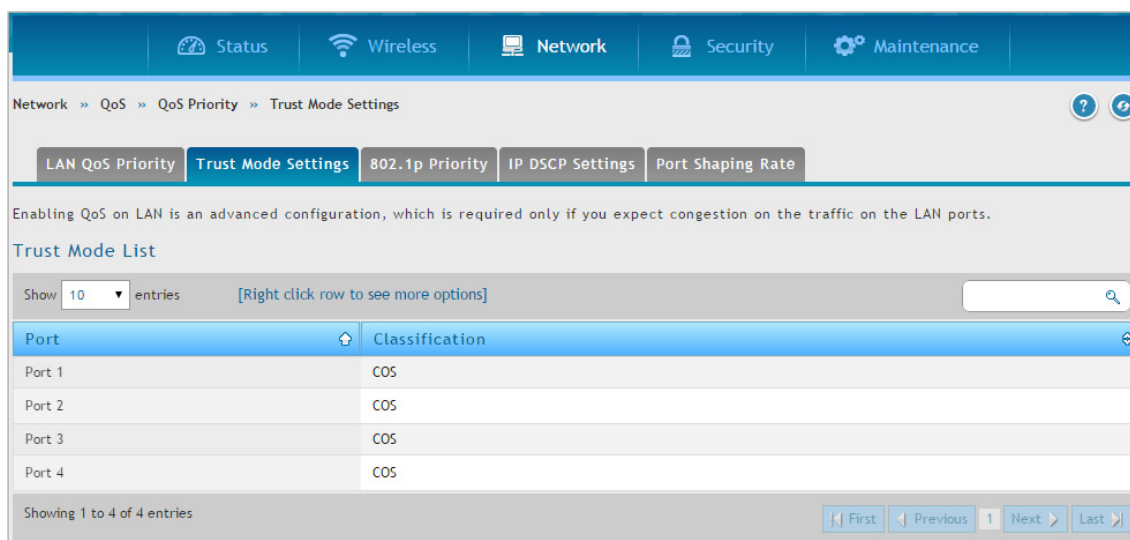 Status Wireless Network Security Maintenance
Network » QoS » QoS Priority » Trust Mode Settings ?
LAN QoS Priority Trust Mode Settings 802.1p Priority IP DSCP Settings Port Shaping Rate
Enabling QoS on LAN is an advanced configuration, which is required only if you expect congestion on the traffic on the LAN ports.
Trust Mode List
Show 10 entries [Right click row to see more options]
Port Classification
Port 1 COS
Port 2 COS
Port 3 COS
Port 4 COS
Showing 1 to 4 of 4 entries First Previous 1 Next Last